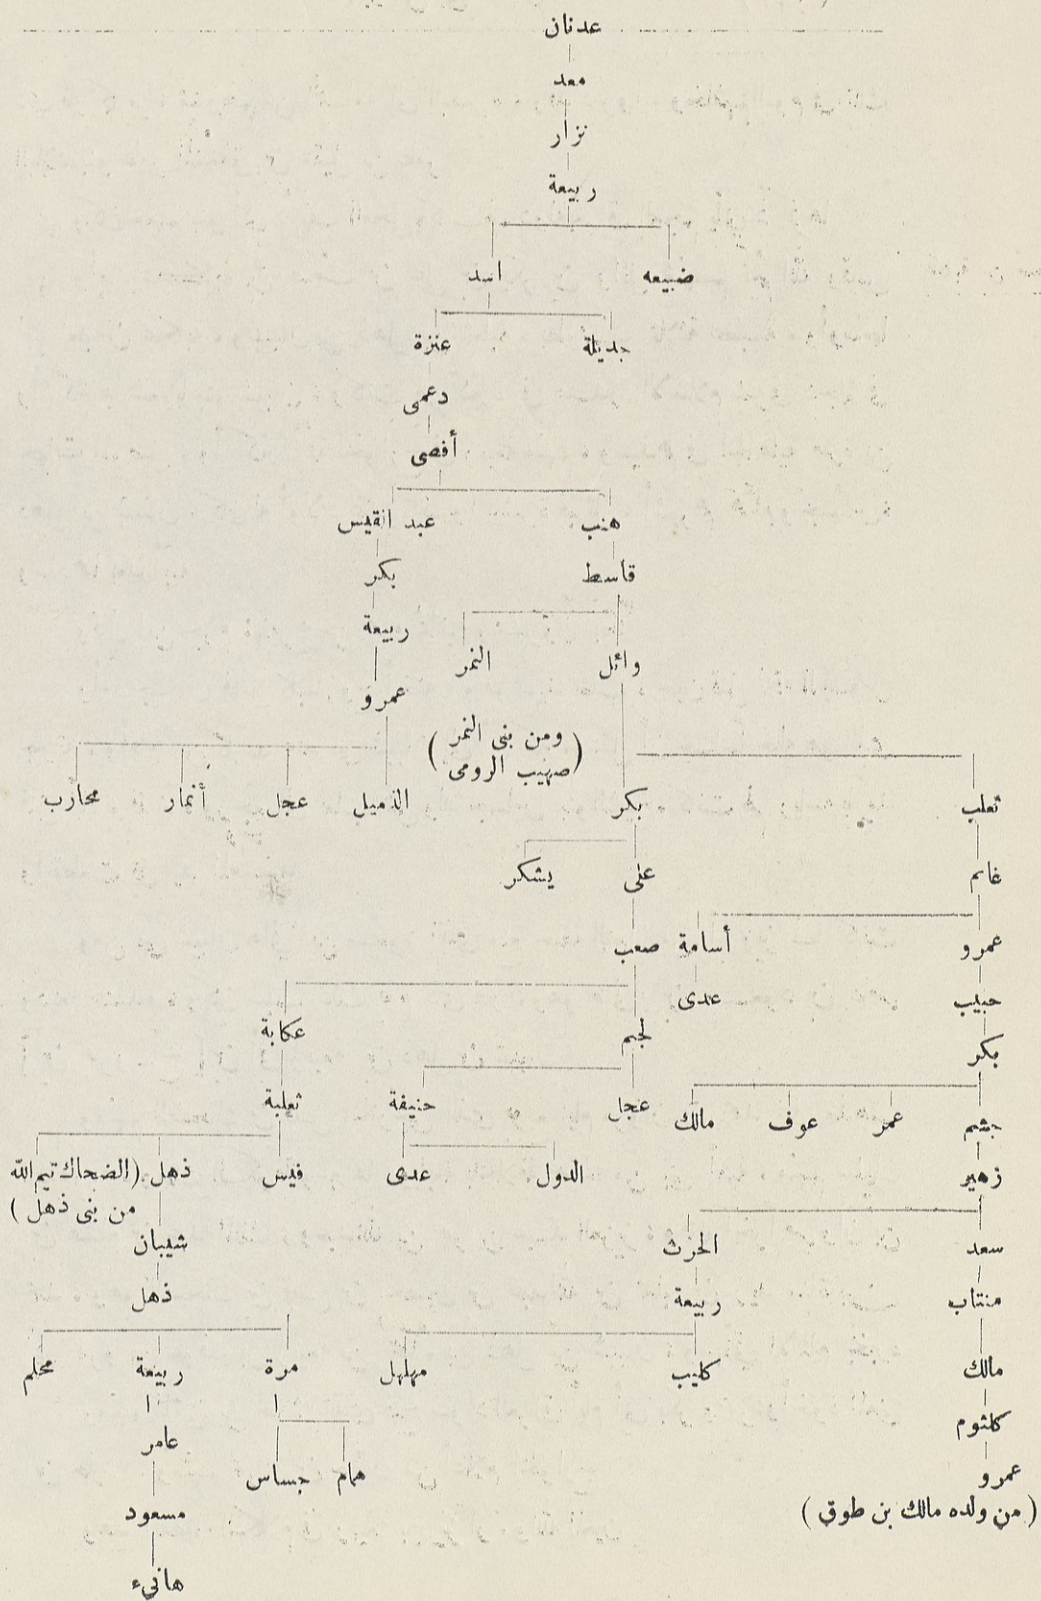 عدنان
معد
نزار
ربيعة
ضبيعه اسد
جديلة عنزة
دعمى
أفصى
هنب عبد القيس
قاسط بكر
ربيعة
وائل النمر
عمرو
(ومن بنى النمر
صهيب الرومى)
تعلب بكر الذميل عجل أنمار محارب
غانم على يشكر
عمرو أسامة صعب
حبيب عدى
لجيم عكابة
بكر
عجل حنيفة ثعلبة
جشم عمر عوف مالك
زهير الدول عدى قيس ذهل (الضحاك تيم الله
من بنى ذهل)
سعد الحرث شيبان
منتاب ربيعة ذهل
مالك كليب مهلهل مرة ربيعة محلم
كلثوم عامر
عمرو همام جساس
(من ولده مالك بن طوق) مسعود
هانىء